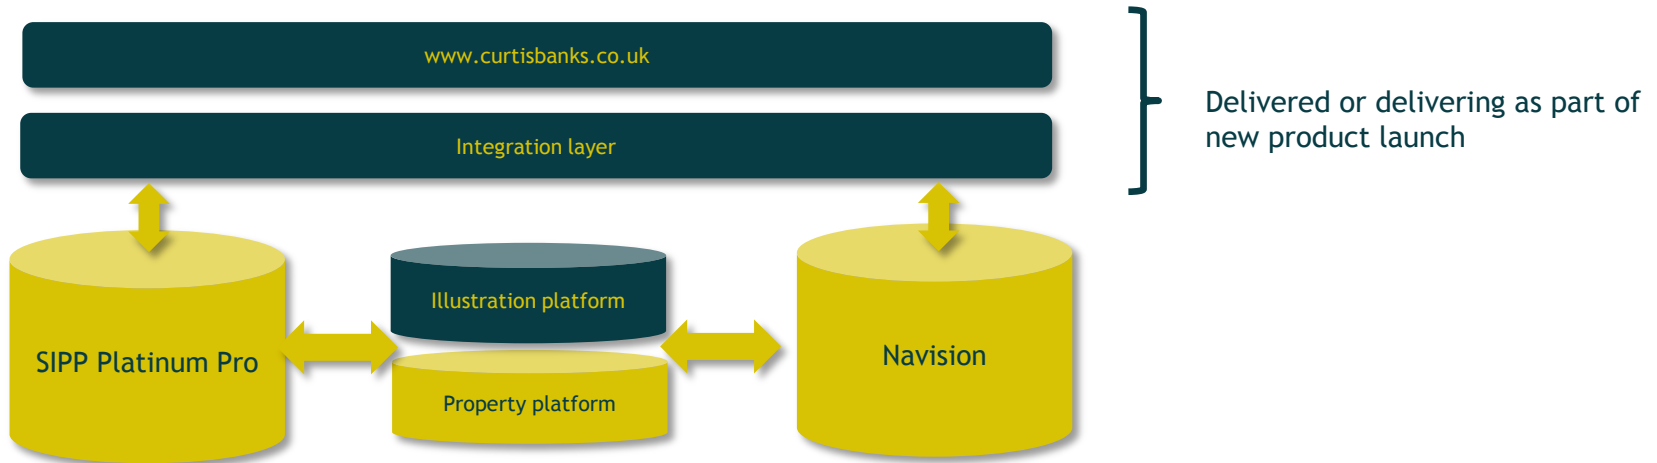 www.curtisbanks.co.uk
Integration layer
Delivered or delivering as part of
new product launch
SIPP Platinum Pro
Illustration platform
Property platform
Navision